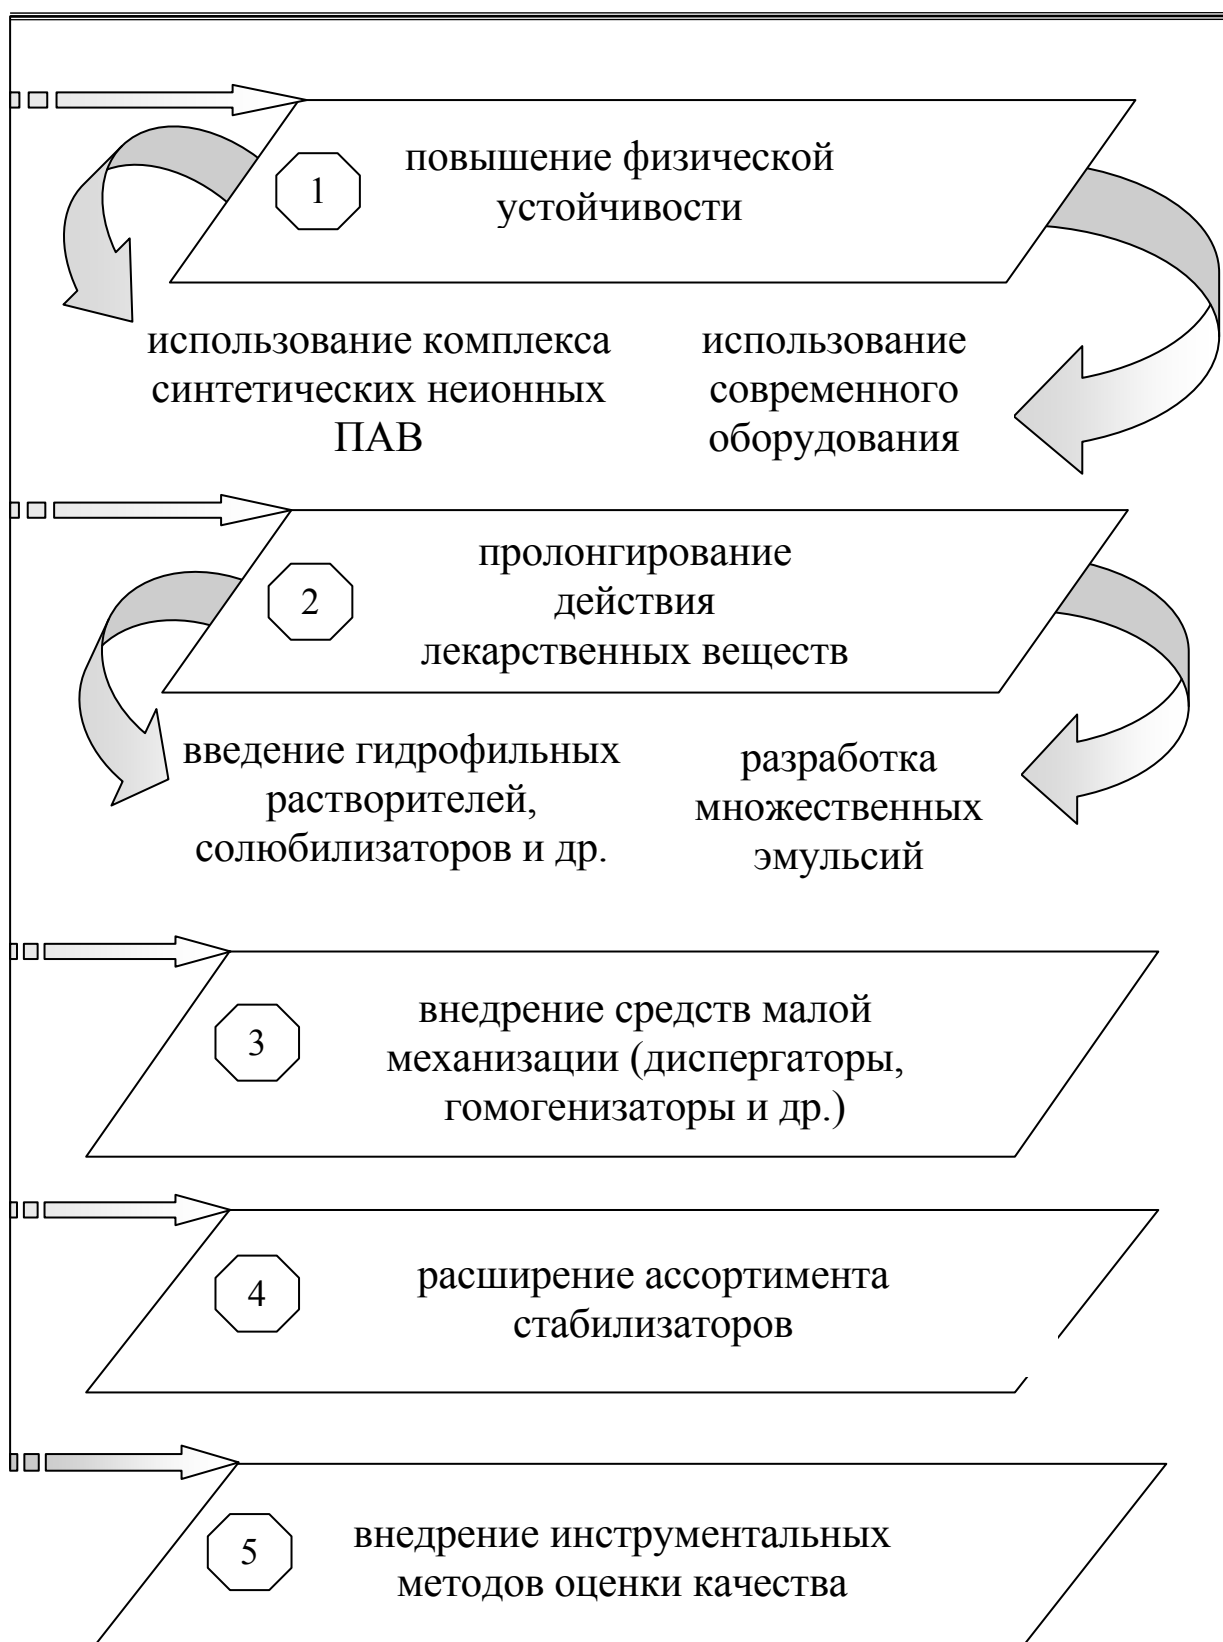 1
повышение физической
устойчивости
использование комплекса
синтетических неионных
ПАВ
использование
современного
оборудования
2
пролонгирование
действия
лекарственных веществ
введение гидрофильных
растворителей,
солюбилизаторов и др.
разработка
множественных
эмульсий
3
внедрение средств малой
механизации (диспергаторы,
гомогенизаторы и др.)
4
расширение ассортимента
стабилизаторов
5
внедрение инструментальных
методов оценки качества